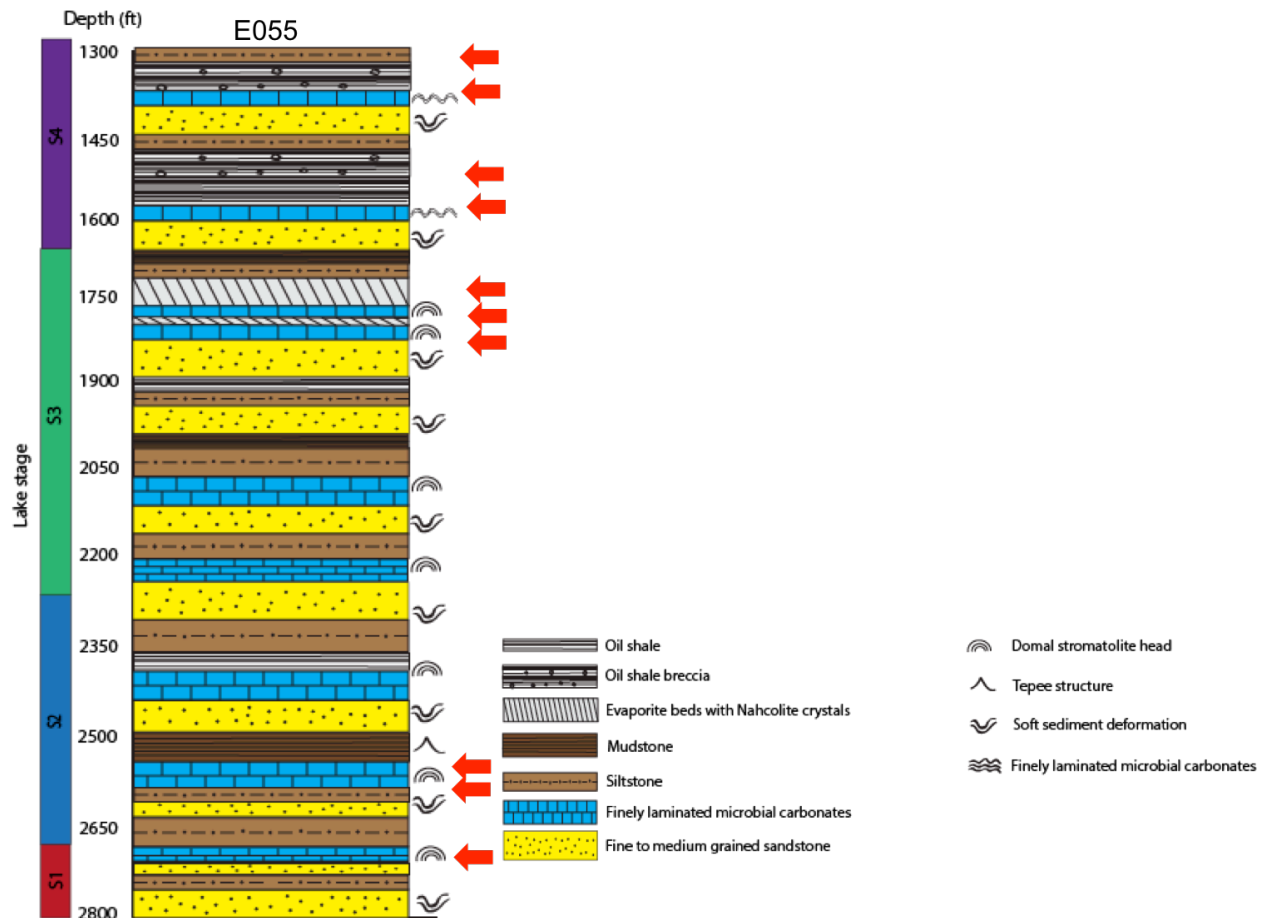 Depth (ft)
E055
1300
1450
1600
1750
1900
2050
2200
2350
2500
2650
2800
Lake stage
S4
S3
S2
S1
Oil shale
Oil shale breccia
Evaporite beds with Nahcolite crystals
Mudstone
Siltstone
Finely laminated microbial carbonates
Fine to medium grained sandstone
Domal stromatolite head
Tepee structure
Soft sediment deformation
Finely laminated microbial carbonates